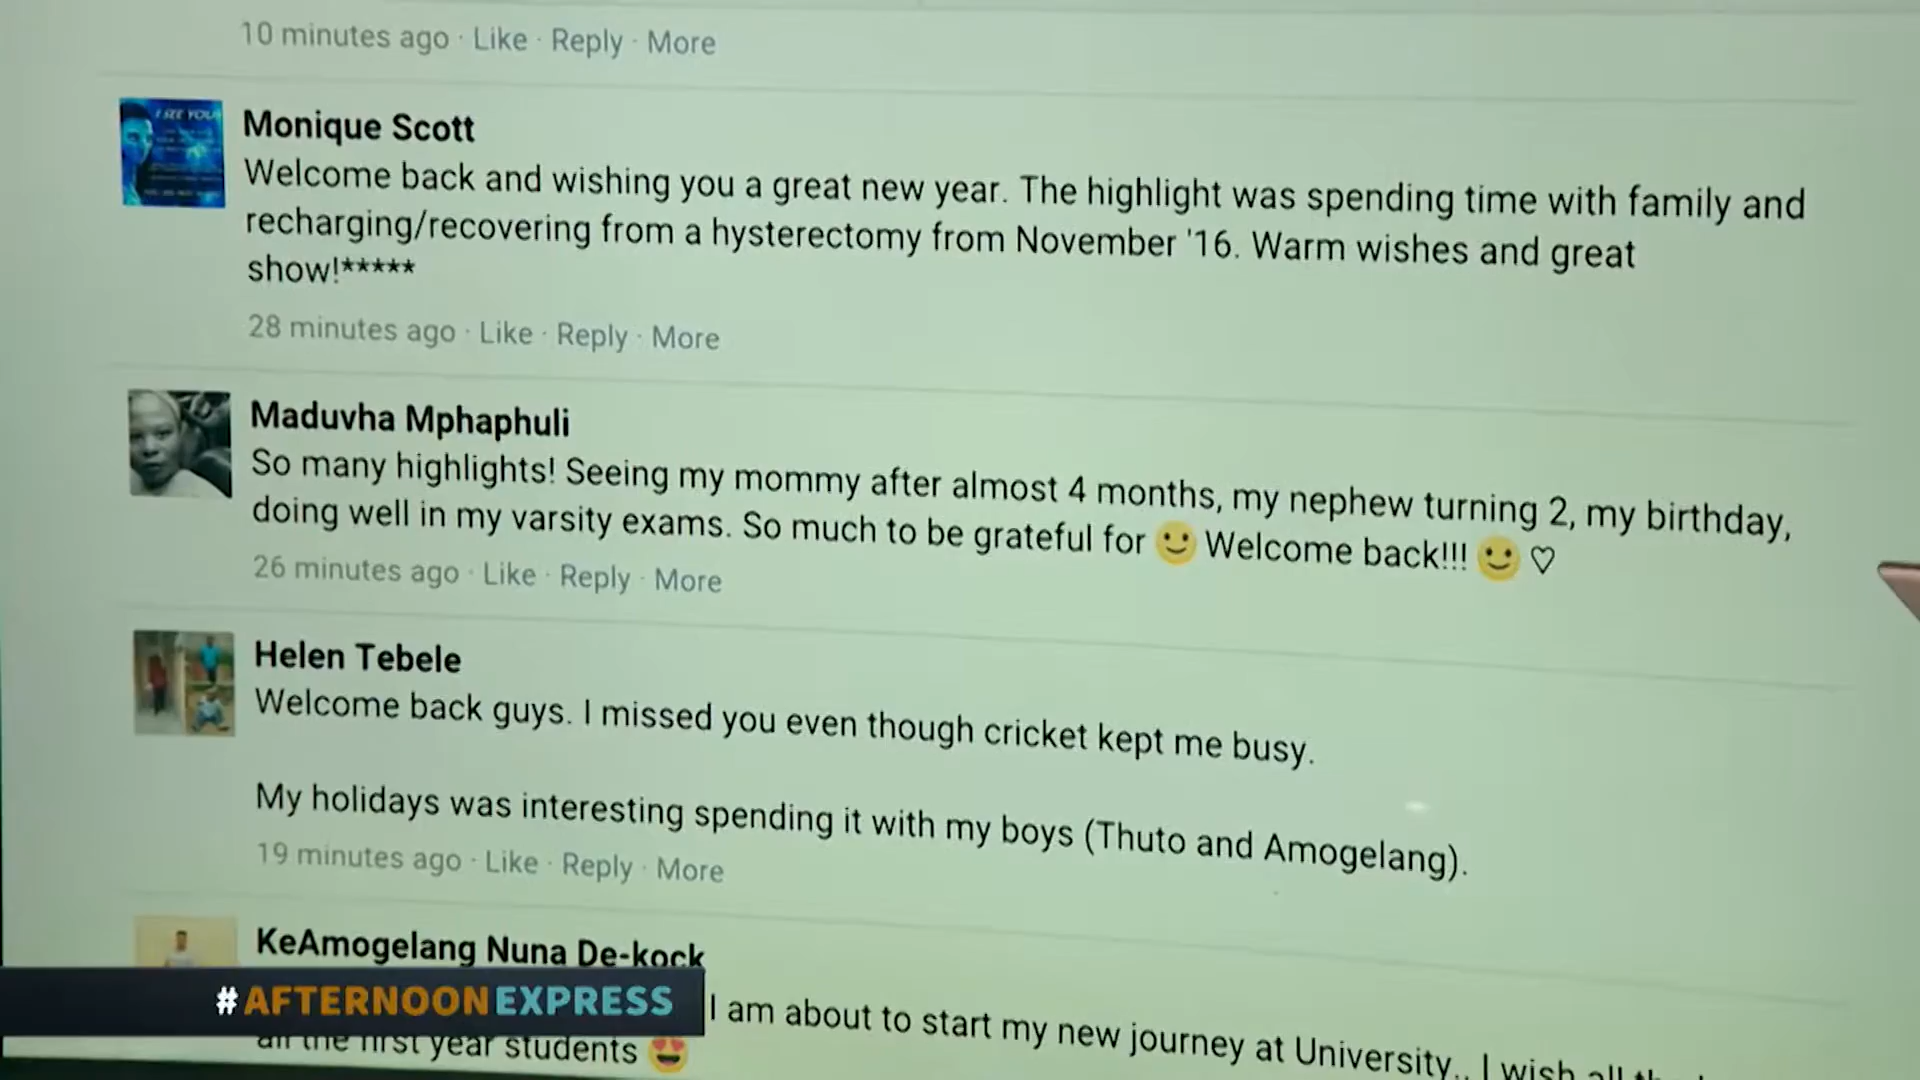 10 minutes ago · Like · Reply · More
I SEE YOU
Monique Scott
Welcome back and wishing you a great new year. The highlight was spending time with family and
recharging/recovering from a hysterectomy from November '16. Warm wishes and great
show!*****
28 minutes ago · Like · Reply · More
Maduvha Mphaphuli
So many highlights! Seeing my mommy after almost 4 months, my nephew turning 2, my birthday,
doing well in my varsity exams. So much to be grateful for 🙂 Welcome back!!! 🙂 ♡
26 minutes ago · Like · Reply · More
Helen Tebele
Welcome back guys. I missed you even though cricket kept me busy.
My holidays was interesting spending it with my boys (Thuto and Amogelang).
19 minutes ago · Like · Reply · More
KeAmogelang Nuna De-kock
I am about to start my new journey at University.. I wish all
all the first year students 😍
#AFTERNOONEXPRESS